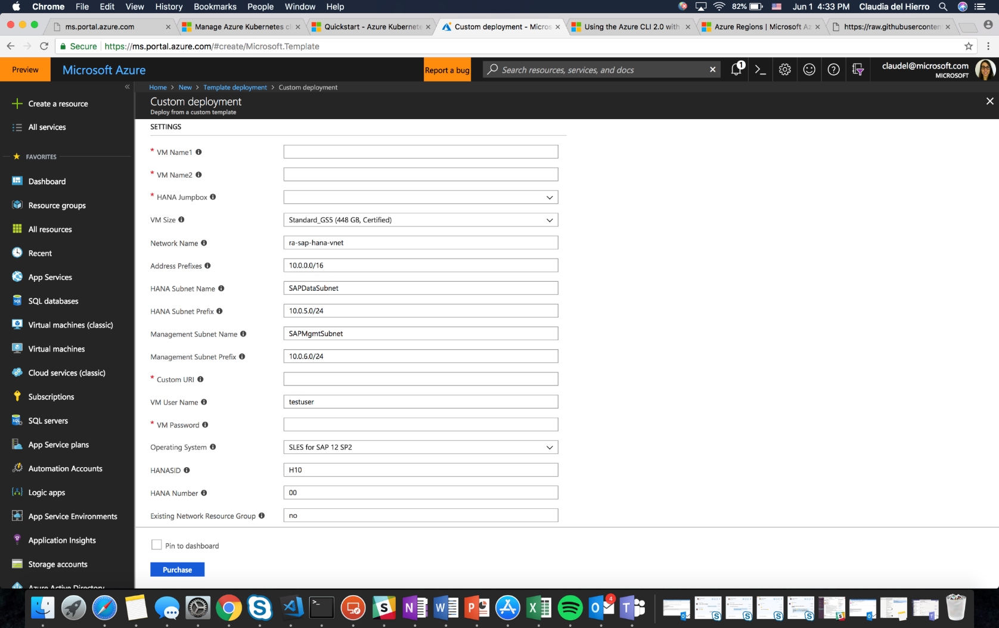 Chrome File Edit View History Bookmarks People Window Help 82% Jun 1 4:33 PM Claudia del Hierro
ms.portal.azure.com Manage Azure Kubernetes cl Quickstart - Azure Kubernete Custom deployment - Micros Using the Azure CLI 2.0 with Azure Regions | Microsoft Az https://raw.githubuserconten
Secure https://ms.portal.azure.com/#create/Microsoft.Template
Preview Microsoft Azure Report a bug Search resources, services, and docs 1 claudel@microsoft.com
MICROSOFT
Home > New > Template deployment > Custom deployment
Custom deployment
Deploy from a custom template
Create a resource
All services
FAVORITES
Dashboard
Resource groups
All resources
Recent
App Services
SQL databases
Virtual machines (classic)
Virtual machines
Cloud services (classic)
Subscriptions
SQL servers
App Service plans
Automation Accounts
Logic apps
App Service Environments
Application Insights
Storage accounts
Azure Active Directory
SETTINGS
* VM Name1
* VM Name2
* HANA Jumpbox
VM Size Standard_GS5 (448 GB, Certified)
Network Name ra-sap-hana-vnet
Address Prefixes 10.0.0.0/16
HANA Subnet Name SAPDataSubnet
HANA Subnet Prefix 10.0.5.0/24
Management Subnet Name SAPMgmtSubnet
Management Subnet Prefix 10.0.6.0/24
* Custom URI
VM User Name testuser
* VM Password
Operating System SLES for SAP 12 SP2
HANASID H10
HANA Number 00
Existing Network Resource Group no
Pin to dashboard
Purchase
4